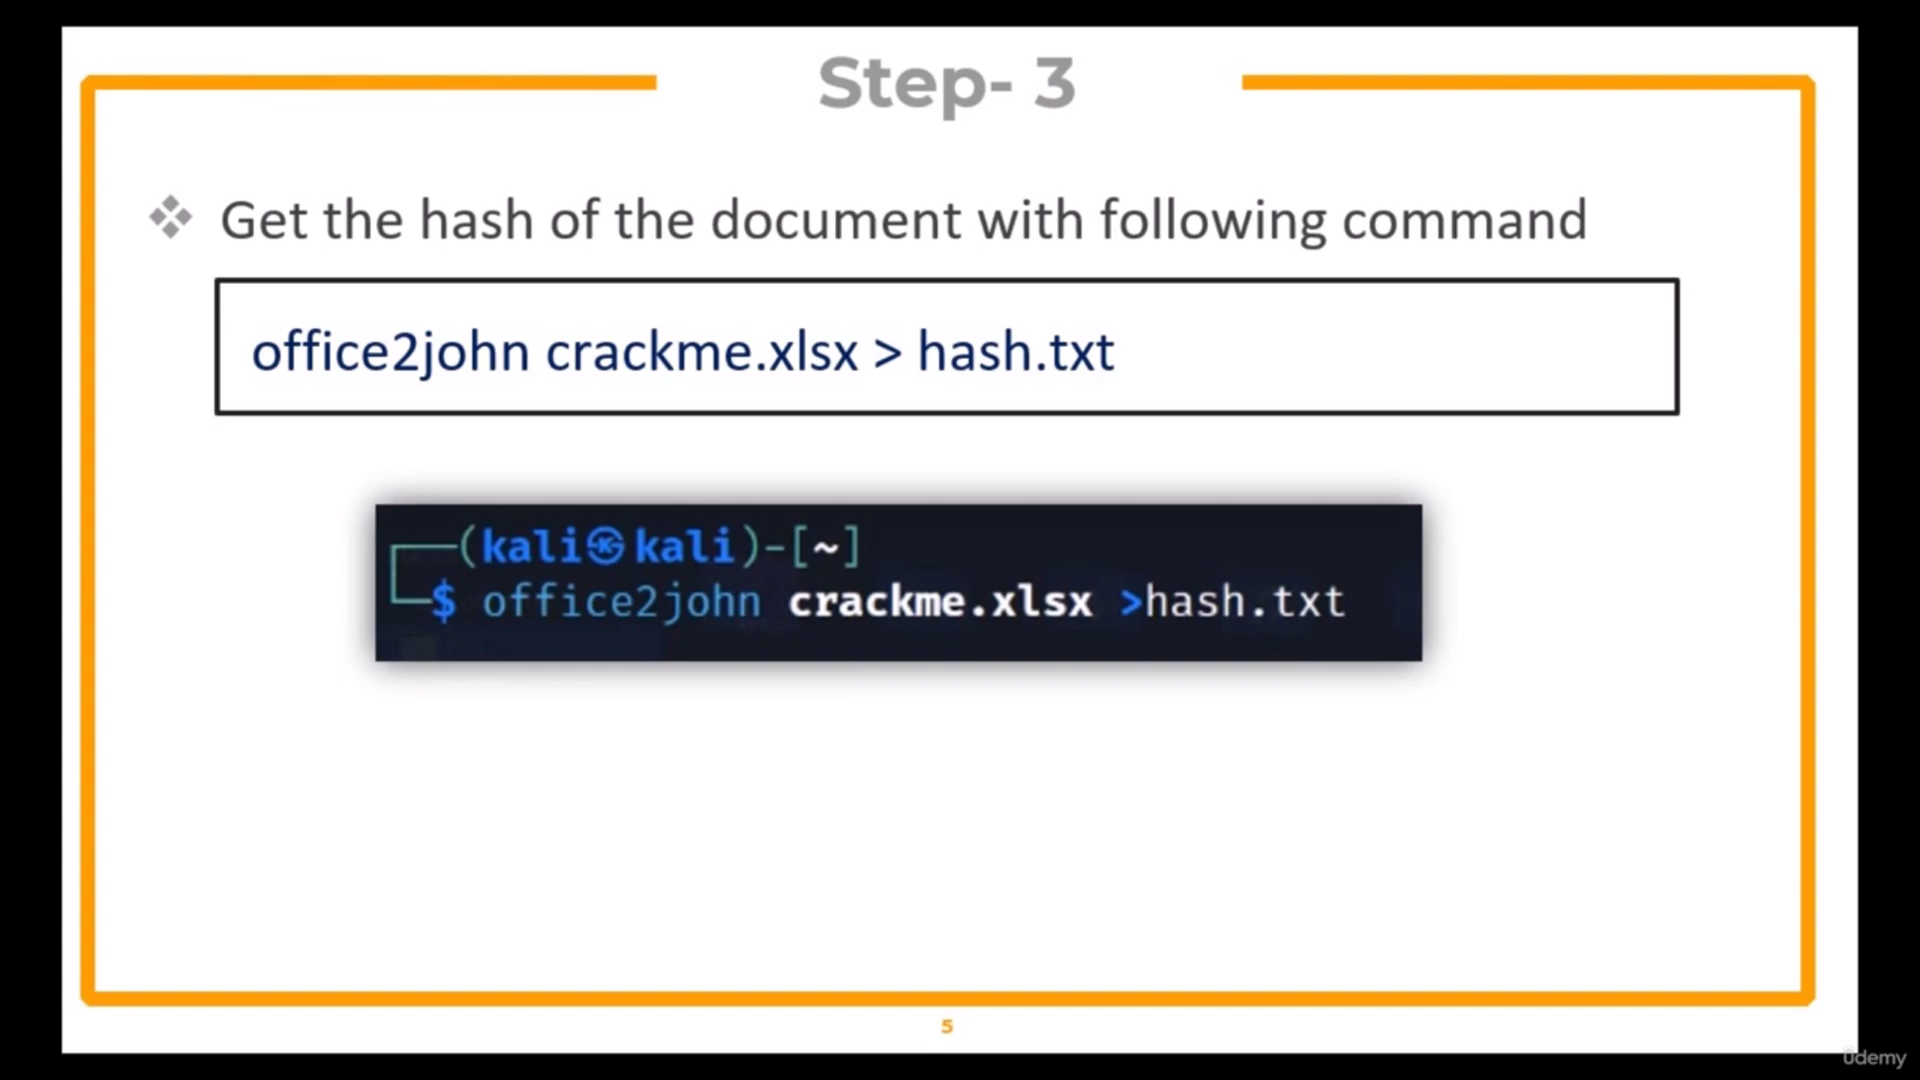 Step- 3
Get the hash of the document with following command
office2john crackme.xlsx > hash.txt
(kali㉿kali)-[~]
$ office2john crackme.xlsx >hash.txt
5
ûdemy